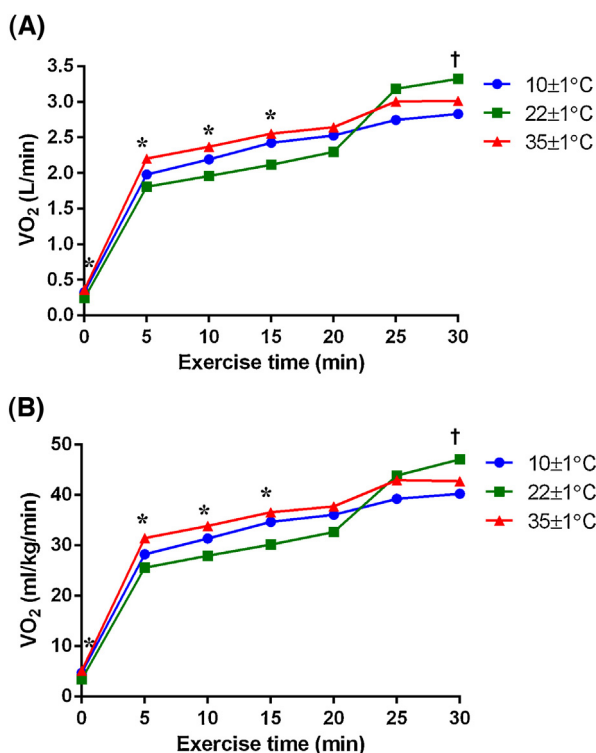 (A)
VO2 (L/min)
3.5
3.0
2.5
2.0
1.5
1.0
0.5
0.0
0 5 10 15 20 25 30
Exercise time (min)
* * * * †
10±1°C
22±1°C
35±1°C
(B)
VO2 (ml/kg/min)
50
40
30
20
10
0
0 5 10 15 20 25 30
Exercise time (min)
* * * * †
10±1°C
22±1°C
35±1°C